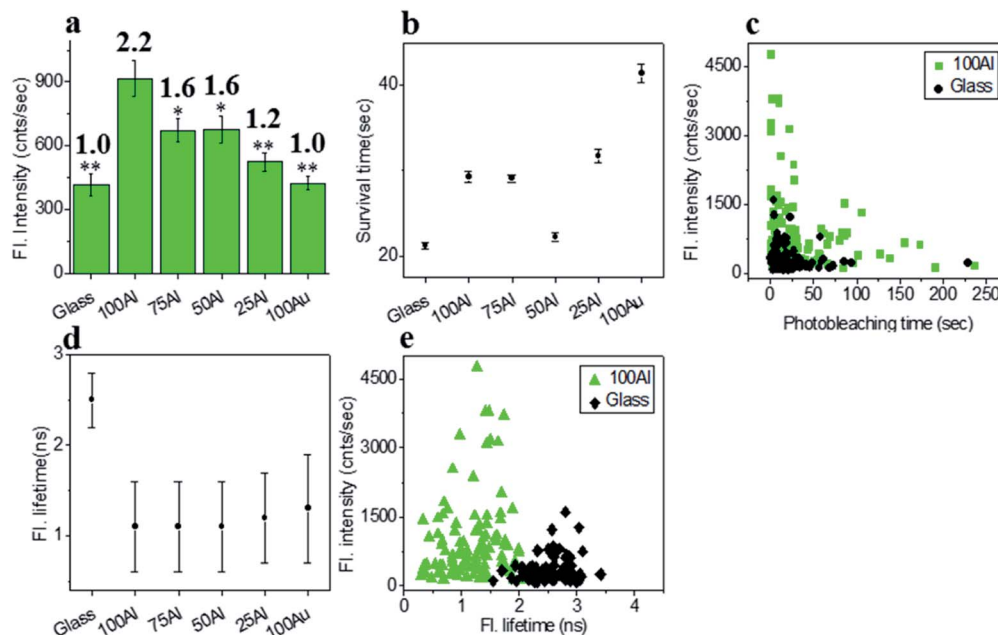 a
2.2
1.6
1.6
1.2
1.0
1.0
**
*
*
**
**
Fl. Intensity (cnts/sec)
900
600
300
0
Glass
100Al
75Al
50Al
25Al
100Au
b
Survival time(sec)
40
30
20
Glass
100Al
75Al
50Al
25Al
100Au
c
100Al
Glass
Fl. intensity (cnts/sec)
4500
3000
1500
0
0 50 100 150 200 250
Photobleaching time (sec)
d
Fl. lifetime(ns)
3
2
1
Glass
100Al
75Al
50Al
25Al
100Au
e
100Al
Glass
Fl. intensity (cnts/sec)
4500
3000
1500
0
0 1 2 3 4
Fl. lifetime (ns)